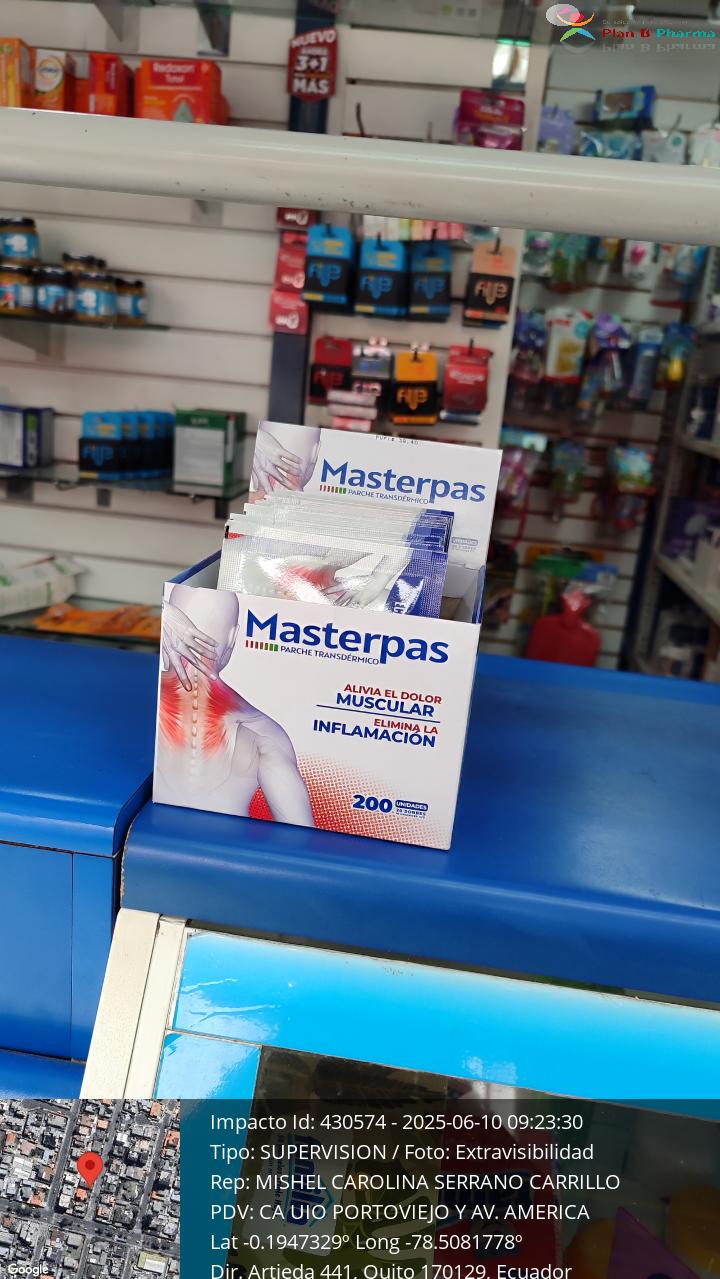 Plan B Pharma
NUEVO
3+1
MÁS
Redoxon
Total
Masterpas
PARCHE TRANSDÉRMICO
Masterpas
PARCHE TRANSDÉRMICO
ALIVIA EL DOLOR
MUSCULAR
ELIMINA LA
INFLAMACIÓN
200 UNIDADES
Impacto Id: 430574 - 2025-06-10 09:23:30
Tipo: SUPERVISION / Foto: Extravisibilidad
Rep: MISHEL CAROLINA SERRANO CARRILLO
PDV: CA UIO PORTOVIEJO Y AV. AMERICA
Lat -0.1947329º Long -78.5081778º
Dir. Artieda 441, Quito 170129, Ecuador
Google